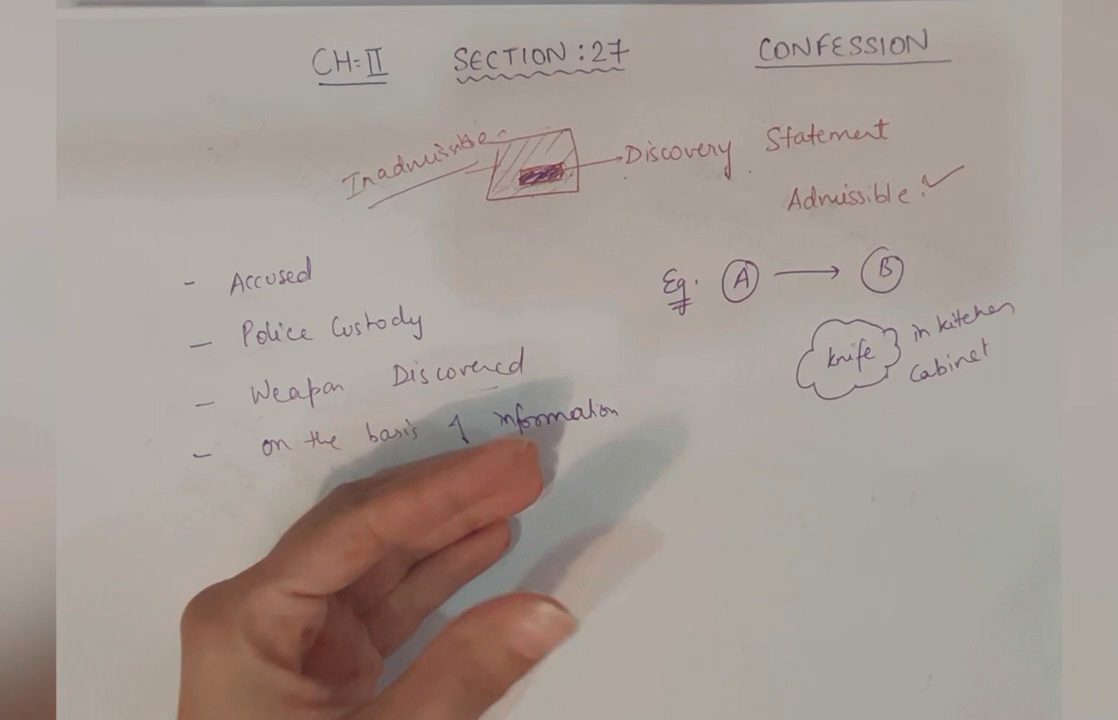 CH=II SECTION:27 CONFESSION
Inadmissible
Discovery Statement
Admissible.✓
- Accused
- Police Custody
- Weapon Discovered
- on the basis of information
Eg. A → B
knife in kitchen
cabinet